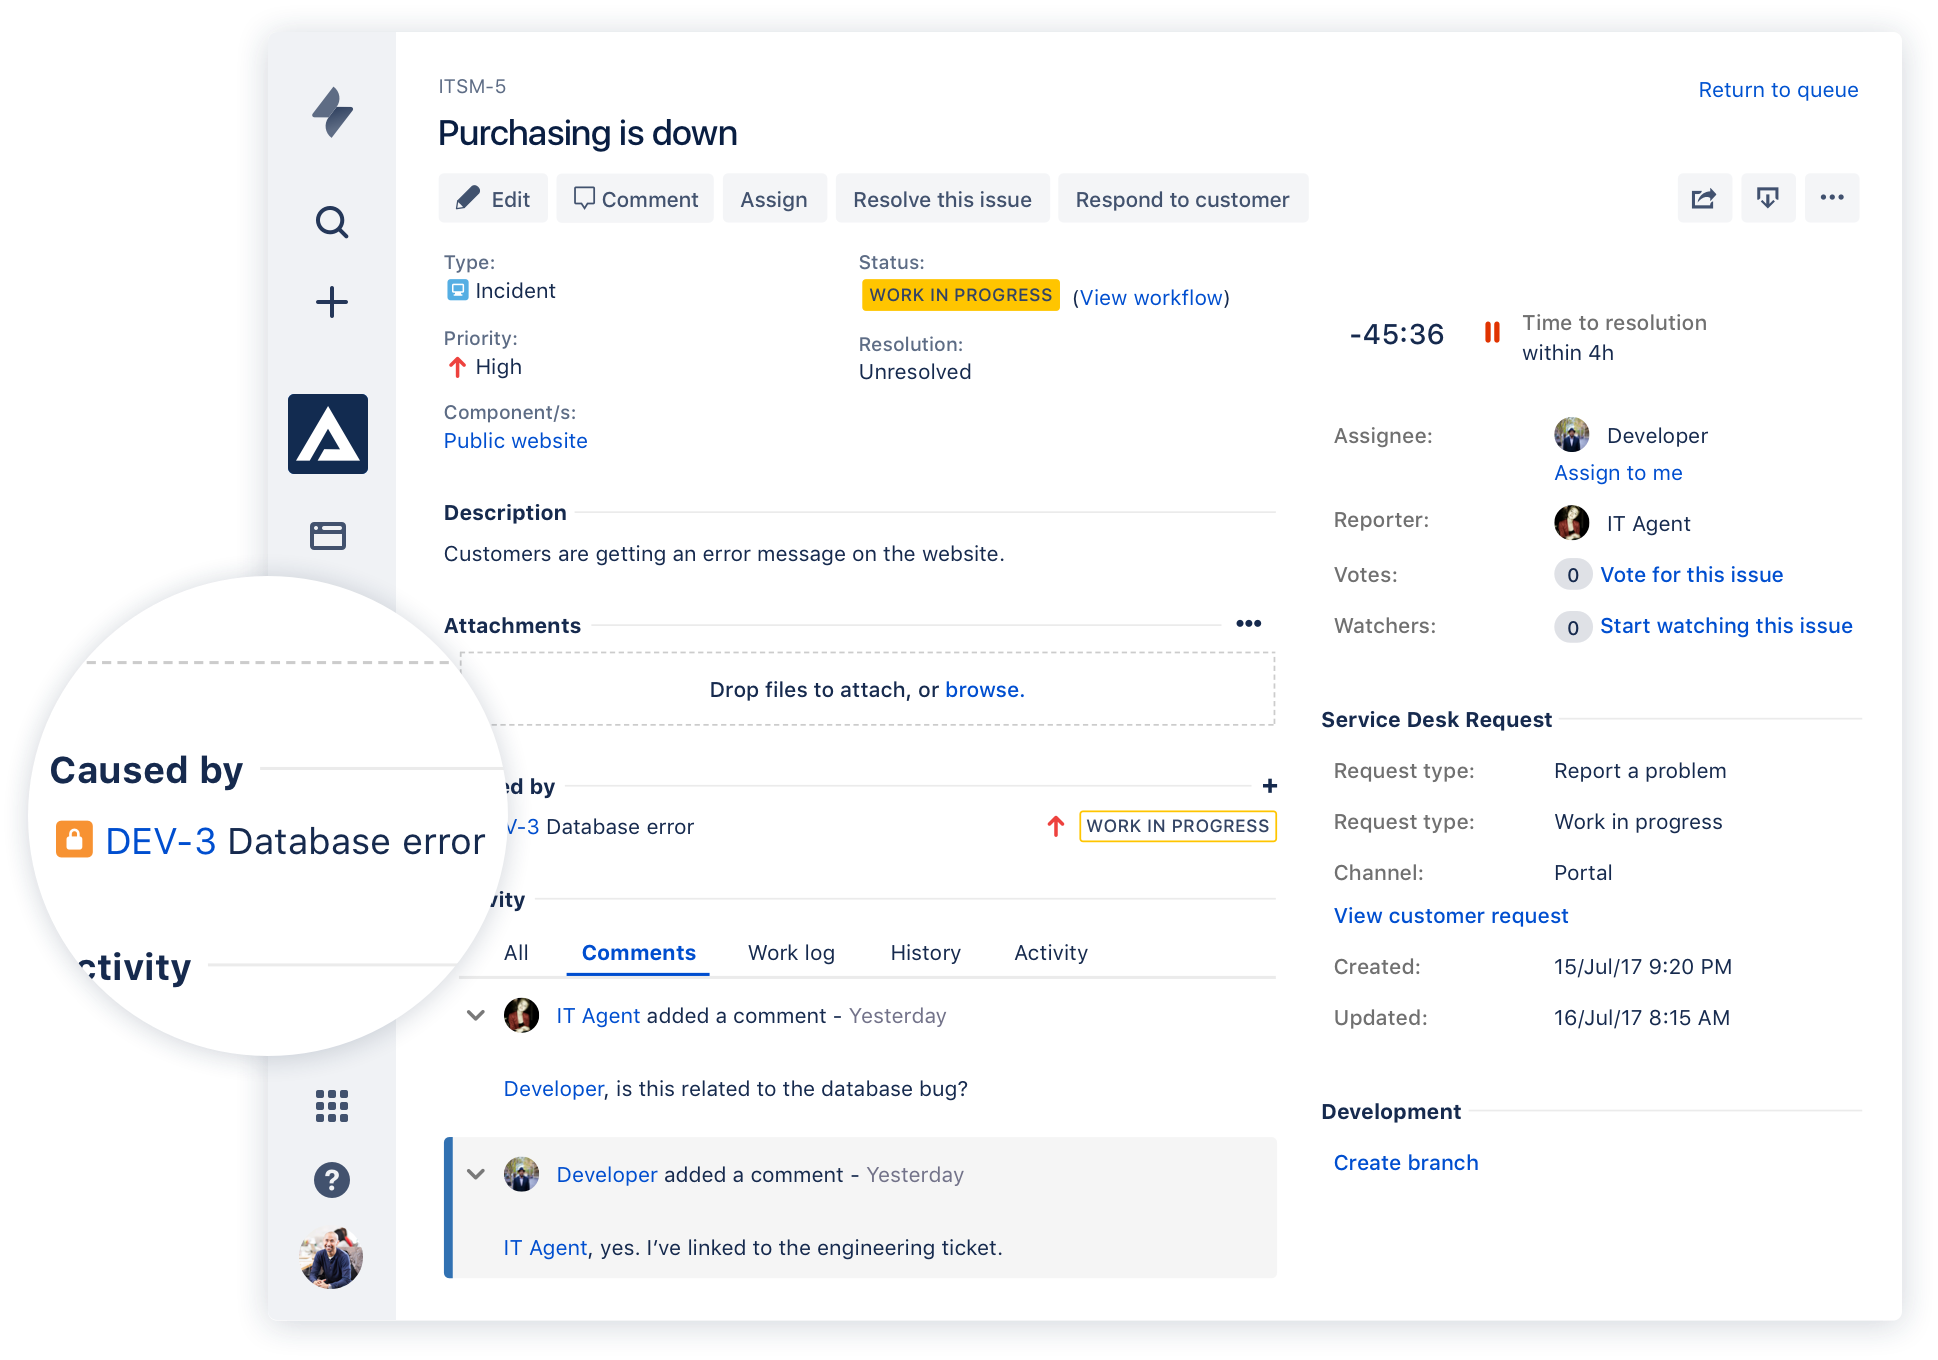 ITSM-5
Return to queue
Purchasing is down
Edit
Comment
Assign
Resolve this issue
Respond to customer
Type:
Incident
Status:
WORK IN PROGRESS (View workflow)
Priority:
High
Resolution:
Unresolved
Component/s:
Public website
-45:36
Time to resolution
within 4h
Assignee:
Developer
Assign to me
Reporter:
IT Agent
Votes:
0 Vote for this issue
Watchers:
0 Start watching this issue
Description
Customers are getting an error message on the website.
Attachments
Drop files to attach, or browse.
Caused by
DEV-3 Database error
ctivity
ed by
V-3 Database error
WORK IN PROGRESS
vity
All
Comments
Work log
History
Activity
IT Agent added a comment - Yesterday
Developer, is this related to the database bug?
Developer added a comment - Yesterday
IT Agent, yes. I’ve linked to the engineering ticket.
Service Desk Request
Request type: Report a problem
Request type: Work in progress
Channel: Portal
View customer request
Created: 15/Jul/17 9:20 PM
Updated: 16/Jul/17 8:15 AM
Development
Create branch